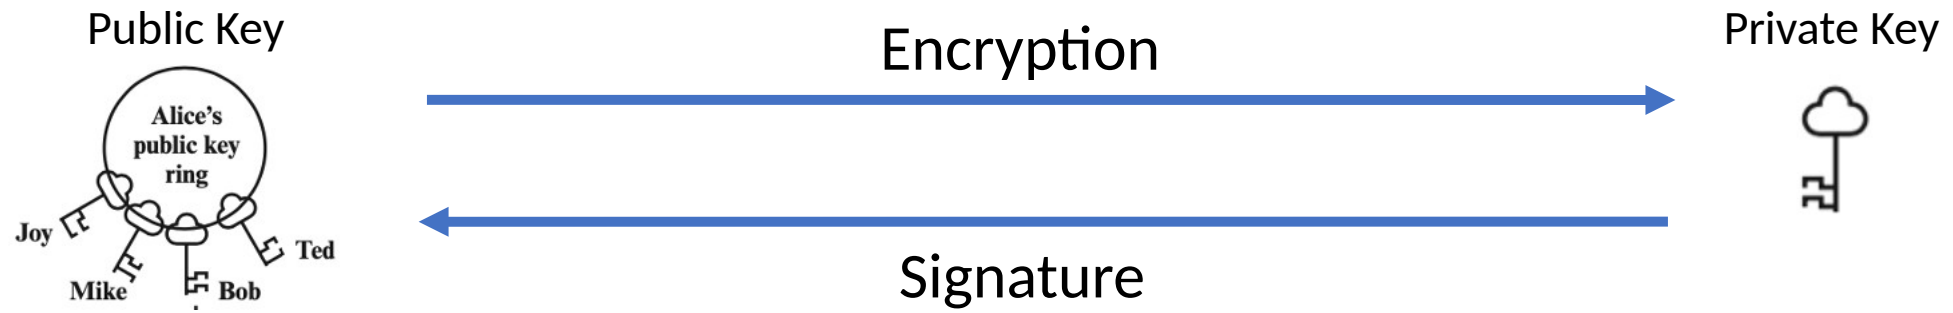 Public Key
Encryption
Private Key
Alice's
public key
ring
Joy
Mike
Bob
Ted
Signature